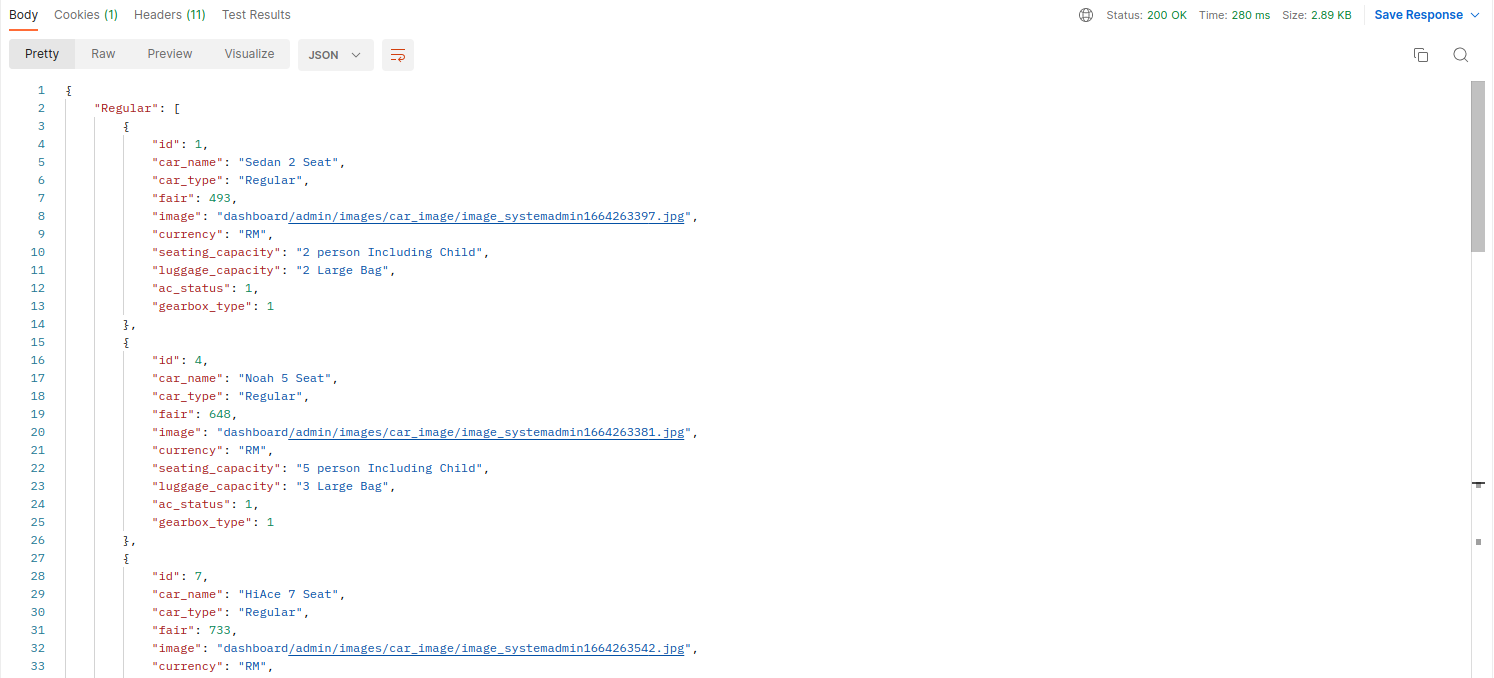 Body Cookies (1) Headers (11) Test Results Status: 200 OK Time: 280 ms Size: 2.89 KB Save Response
Pretty Raw Preview Visualize JSON
1 {
2 "Regular": [
3 {
4 "id": 1,
5 "car_name": "Sedan 2 Seat",
6 "car_type": "Regular",
7 "fair": 493,
8 "image": "dashboard/admin/images/car_image/image_systemadmin1664263397.jpg",
9 "currency": "RM",
10 "seating_capacity": "2 person Including Child",
11 "luggage_capacity": "2 Large Bag",
12 "ac_status": 1,
13 "gearbox_type": 1
14 },
15 {
16 "id": 4,
17 "car_name": "Noah 5 Seat",
18 "car_type": "Regular",
19 "fair": 648,
20 "image": "dashboard/admin/images/car_image/image_systemadmin1664263381.jpg",
21 "currency": "RM",
22 "seating_capacity": "5 person Including Child",
23 "luggage_capacity": "3 Large Bag",
24 "ac_status": 1,
25 "gearbox_type": 1
26 },
27 {
28 "id": 7,
29 "car_name": "HiAce 7 Seat",
30 "car_type": "Regular",
31 "fair": 733,
32 "image": "dashboard/admin/images/car_image/image_systemadmin1664263542.jpg",
33 "currency": "RM",